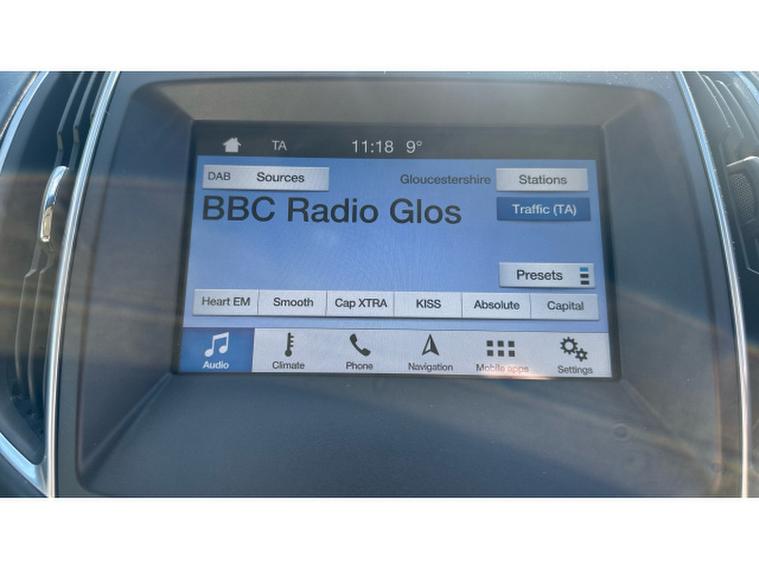 TA 11:18 9°
DAB Sources Gloucestershire Stations
BBC Radio Glos Traffic (TA)
Presets
Heart EM Smooth Cap XTRA KISS Absolute Capital
Audio Climate Phone Navigation Mobile apps Settings